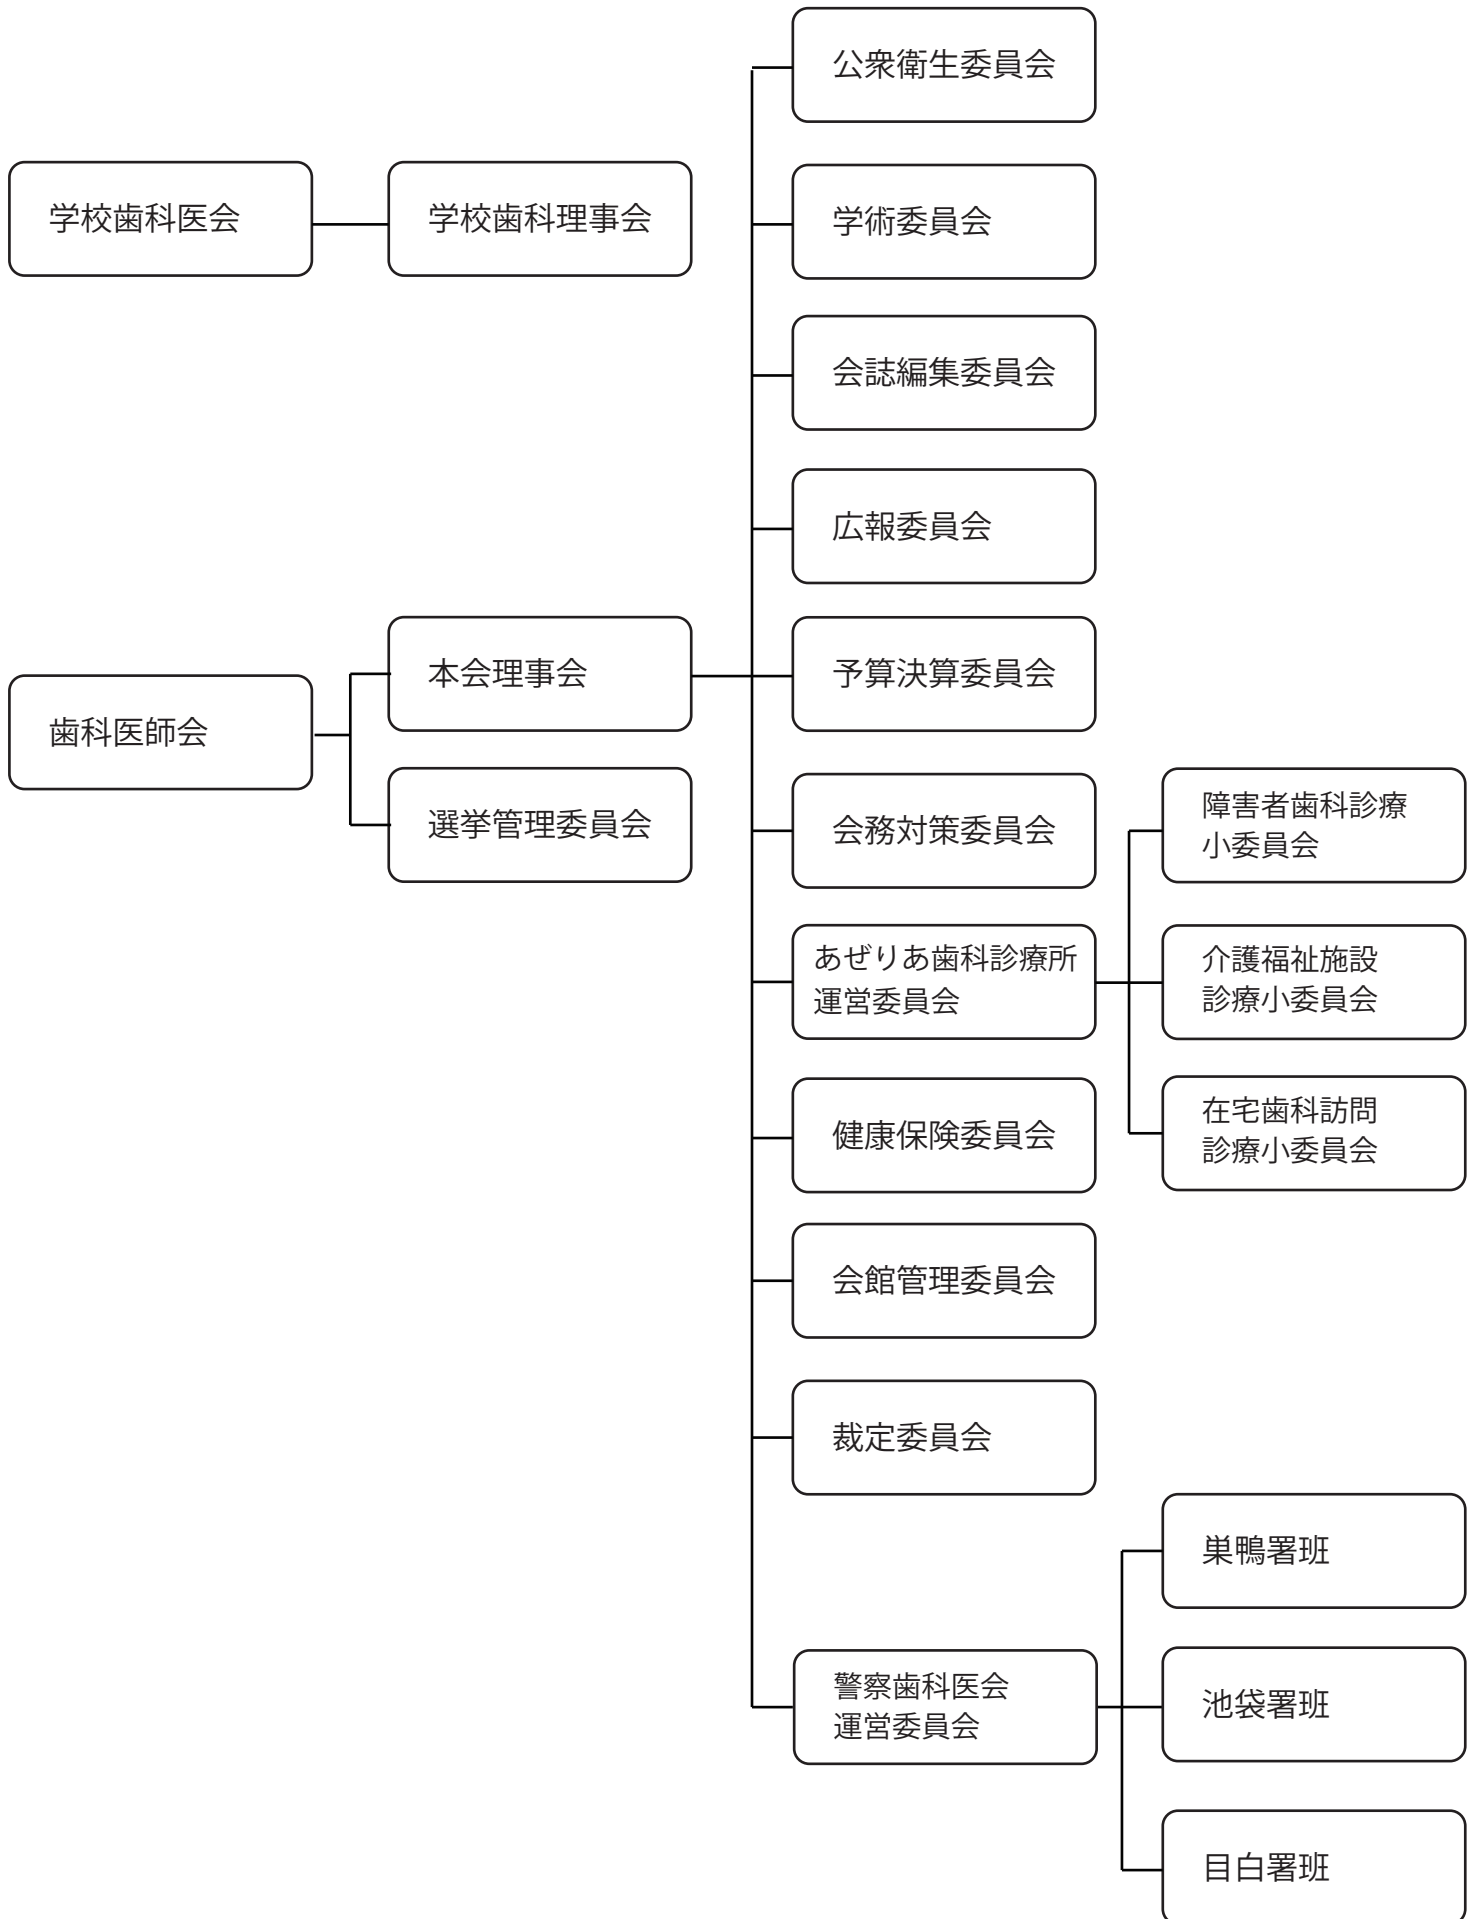 学校歯科医会
学校歯科理事会
歯科医師会
本会理事会
選挙管理委員会
公衆衛生委員会
学術委員会
会誌編集委員会
広報委員会
予算決算委員会
会務対策委員会
あぜりあ歯科診療所
運営委員会
障害者歯科診療
小委員会
介護福祉施設
診療小委員会
在宅歯科訪問
診療小委員会
健康保険委員会
会館管理委員会
裁定委員会
警察歯科医会
運営委員会
巣鴨署班
池袋署班
目白署班